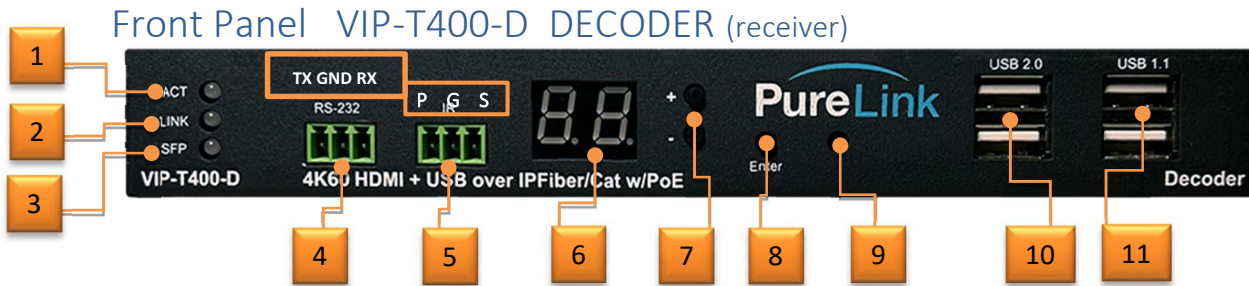 Front Panel VIP-T400-D DECODER (receiver)
1
2
3
ACT
LINK
SFP
VIP-T400-D
TX GND RX
RS-232
P G S
IR
8.8.
+
-
PureLink
Enter
USB 2.0
USB 1.1
4K60 HDMI + USB over IPFiber/Cat w/PoE
Decoder
4
5
6
7
8
9
10
11